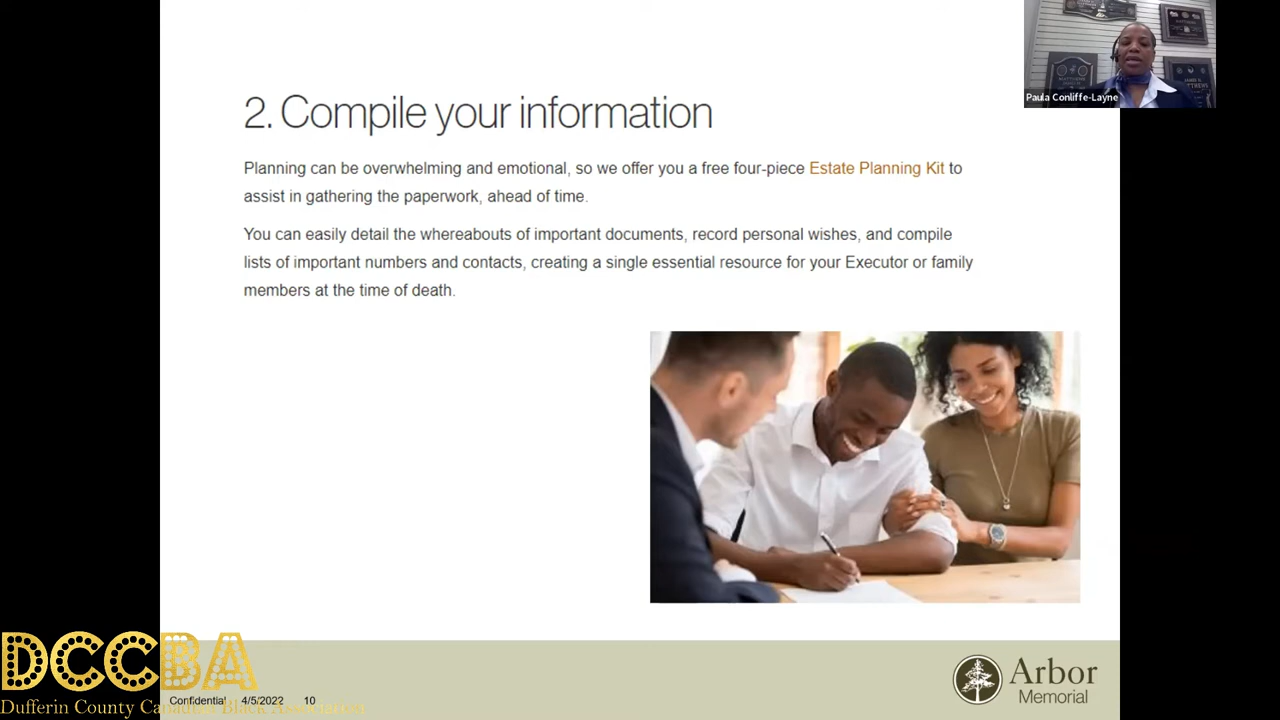 2. Compile your information
Planning can be overwhelming and emotional, so we offer you a free four-piece Estate Planning Kit to
assist in gathering the paperwork, ahead of time.
You can easily detail the whereabouts of important documents, record personal wishes, and compile
lists of important numbers and contacts, creating a single essential resource for your Executor or family
members at the time of death.
Paula Conliffe-Layne
DCCBA
Dufferin County Canadian Black Association
Confidential 4/5/2022 10
Arbor
Memorial